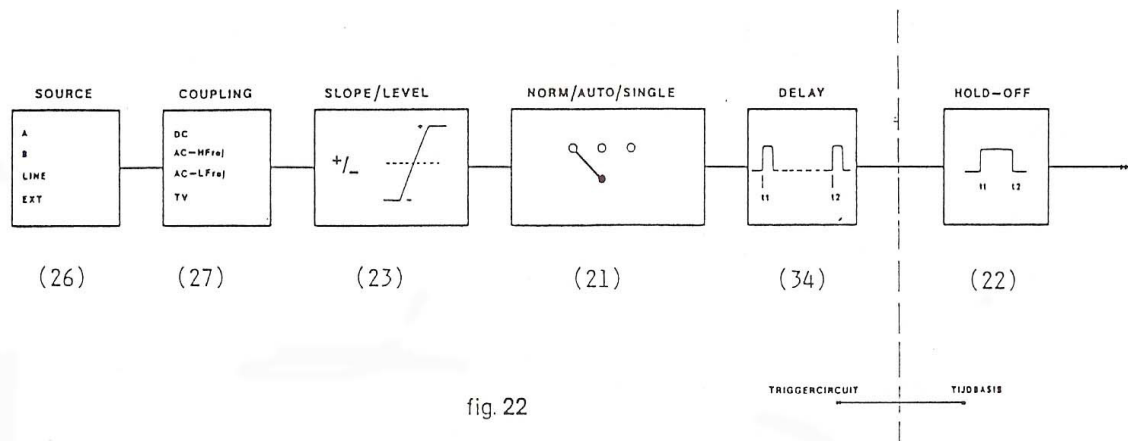 SOURCE
A
B
LINE
EXT
(26)
COUPLING
DC
AC-HFrej
AC-LFrej
TV
(27)
SLOPE/LEVEL
+/-
+
-
(23)
NORM/AUTO/SINGLE
(21)
DELAY
t1
t2
(34)
HOLD-OFF
t1
t2
(22)
TRIGGERCIRCUIT
TIJDBASIS
fig. 22